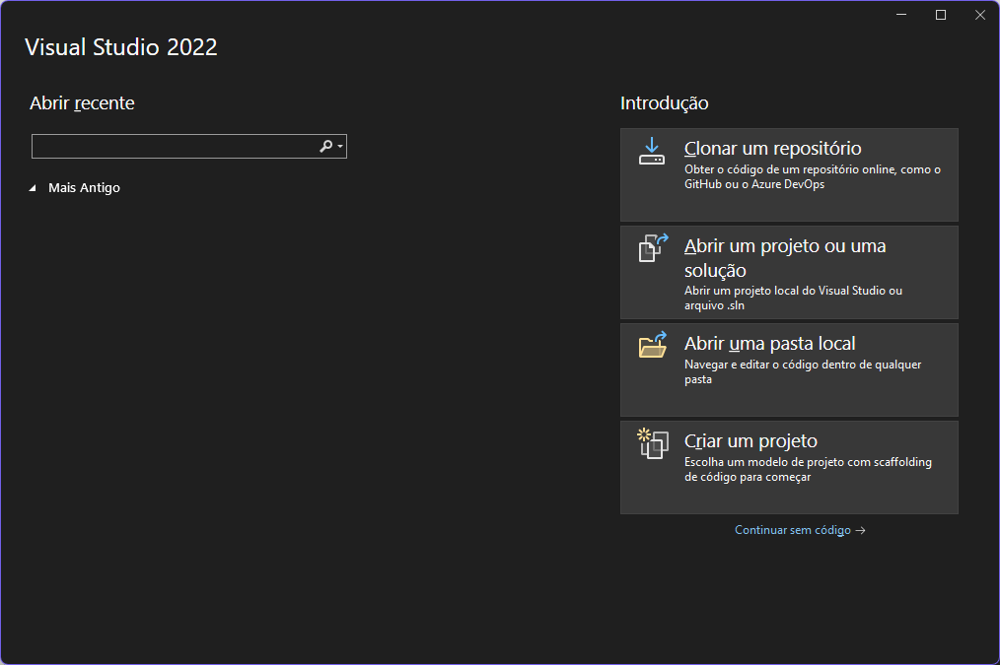 Visual Studio 2022
Abrir recente
Mais Antigo
Introdução
Clonar um repositório
Obter o código de um repositório online, como o
GitHub ou o Azure DevOps
Abrir um projeto ou uma
solução
Abrir um projeto local do Visual Studio ou
arquivo .sln
Abrir uma pasta local
Navegar e editar o código dentro de qualquer
pasta
Criar um projeto
Escolha um modelo de projeto com scaffolding
de código para começar
Continuar sem código →